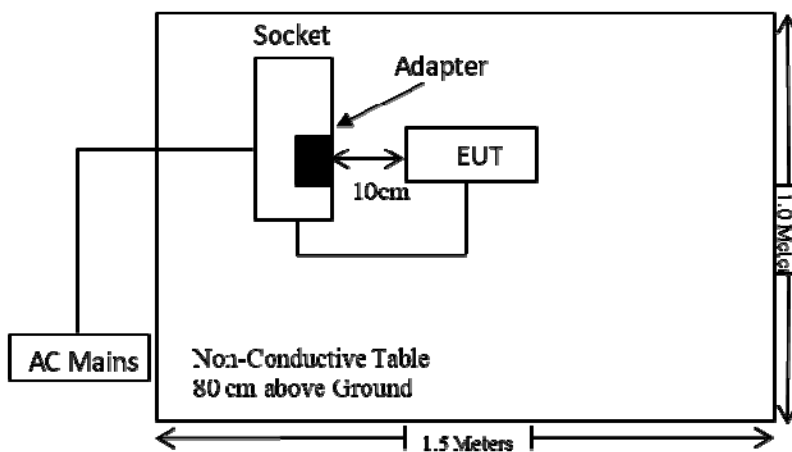 Socket
Adapter
EUT
10cm
1.0 Meter
AC Mains
Non-Conductive Table
80 cm above Ground
1.5 Meters